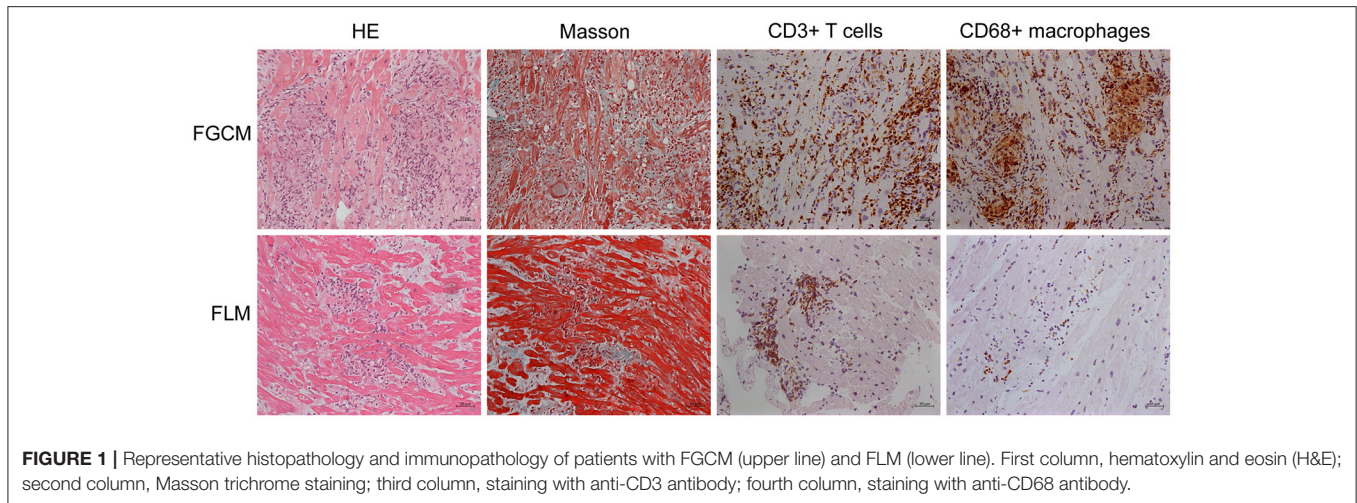 HE Masson CD3+ T cells CD68+ macrophages
FGCM
FLM
FIGURE 1 | Representative histopathology and immunopathology of patients with FGCM (upper line) and FLM (lower line). First column, hematoxylin and eosin (H&E);
second column, Masson trichrome staining; third column, staining with anti-CD3 antibody; fourth column, staining with anti-CD68 antibody.